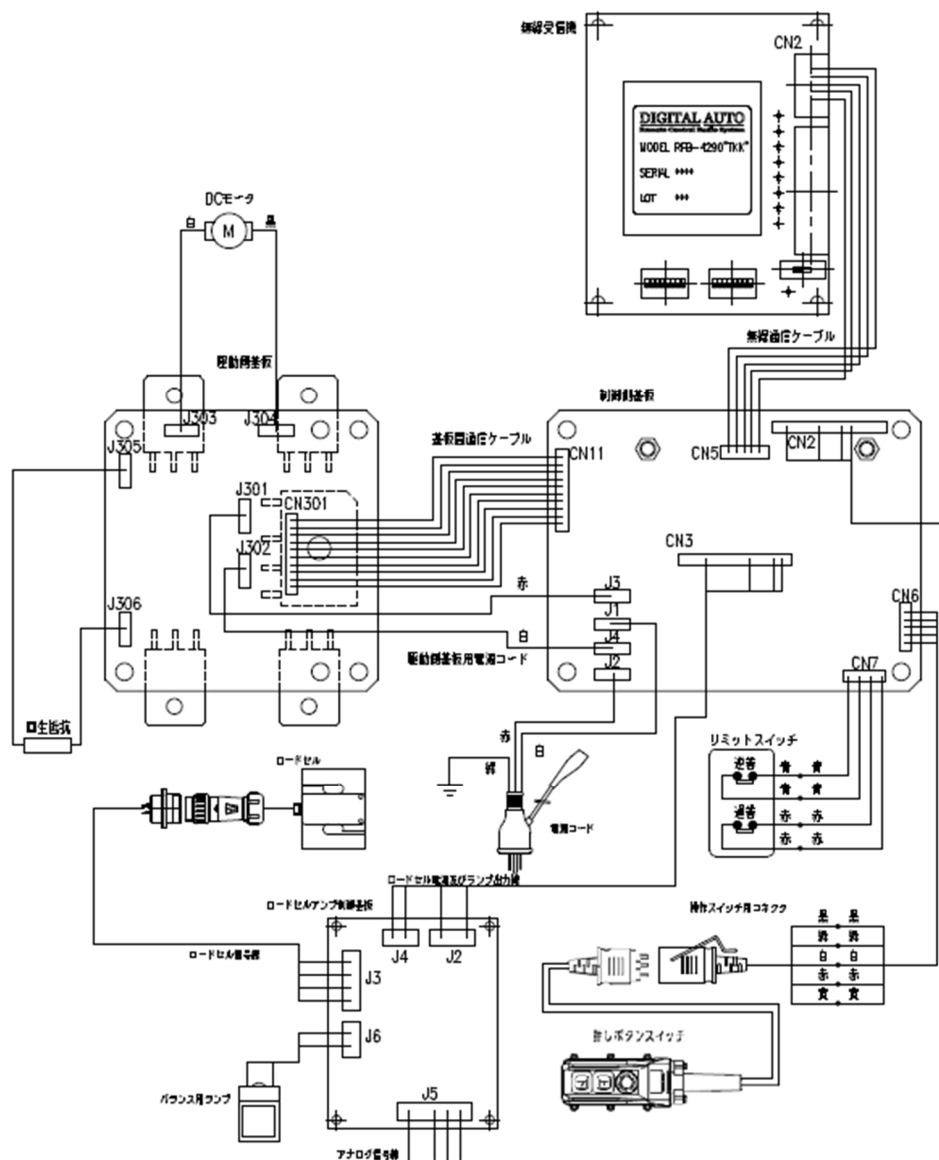 無線受信機
CN2
DIGITAL AUTO
Remote Control Radio System
MODEL RFB-4290"TKK"
SERIAL ****
LOT ***
DCモータ
白
黒
M
無線通信ケーブル
駆動側基板
制御側基板
J303
J304
J305
基板間通信ケーブル
CN11
CN5
CN2
J301
CN301
J302
CN3
赤
J3
J306
J1
CN6
白
J4
駆動側基板用電源コード
J2
CN7
生抵抗
赤
白
リミットスイッチ
緑
ロードセル
青 青
青 青
赤 赤
赤 赤
電源コード
ロードセル電源及びランプ出力線
ロードセルアンプ制御基板
操作スイッチ用コネクタ
J4
J2
黒 黒
ロードセル信号線
白 白
J3
赤 赤
黄 黄
J6
押しボタンスイッチ
バランス用ランプ
J5
アナログ信号線